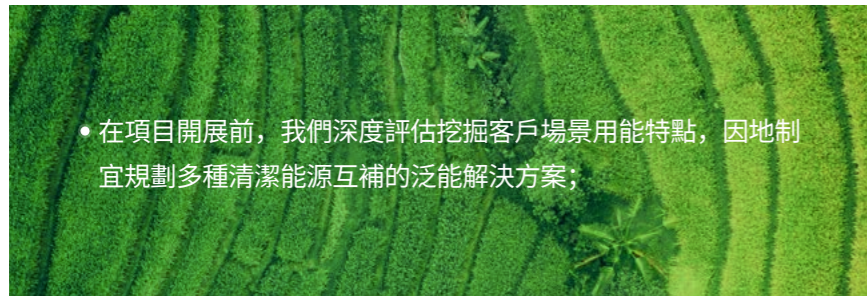 • 在項目開展前，我們深度評估挖掘客戶場景用能特點，因地制
宜規劃多種清潔能源互補的泛能解決方案；